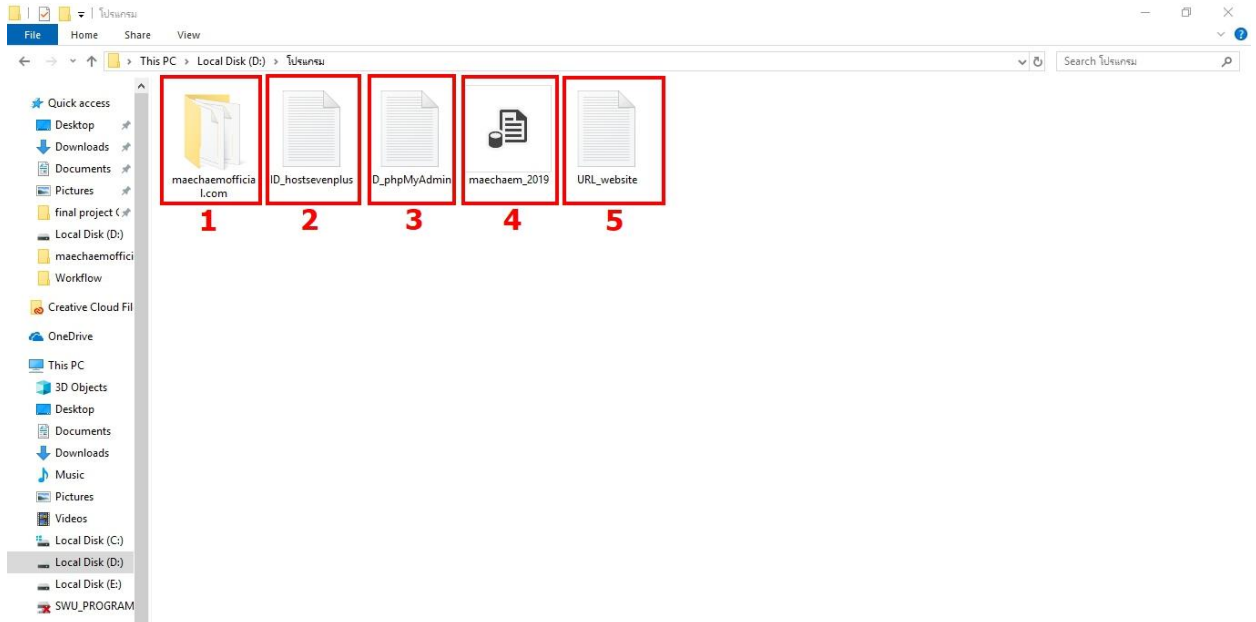 โปรแกรม
File Home Share View
This PC > Local Disk (D:) > โปรแกรม
Search โปรแกรม
Quick access
Desktop
Downloads
Documents
Pictures
final project (
Local Disk (D:)
maechaemoffici
Workflow
Creative Cloud Fil
OneDrive
This PC
3D Objects
Desktop
Documents
Downloads
Music
Pictures
Videos
Local Disk (C:)
Local Disk (D:)
Local Disk (E:)
SWU_PROGRAM
maechaemofficia
l.com
ID_hostsevenplus
D_phpMyAdmin
maechaem_2019
URL_website
1 2 3 4 5